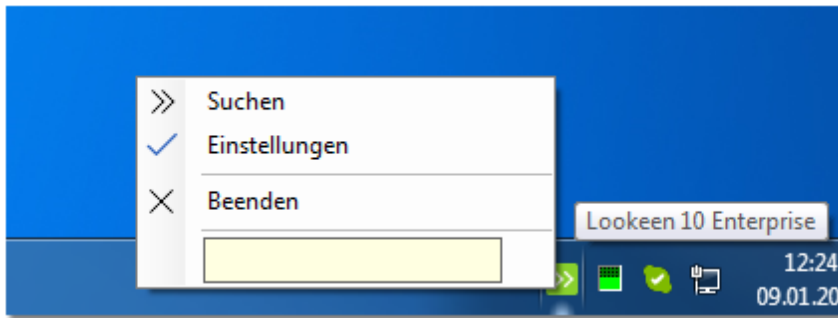 Suchen
Einstellungen
Beenden
Lookeen 10 Enterprise
12:24
09.01.20